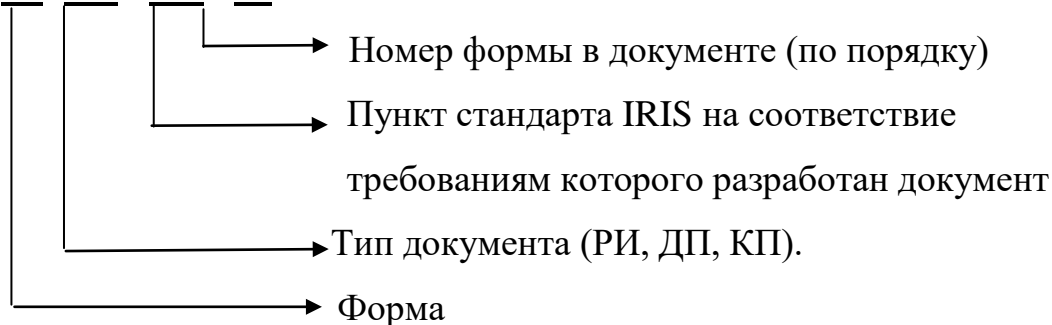 Номер формы в документе (по порядку)
Пункт стандарта IRIS на соответствие
требованиям которого разработан документ
Тип документа (РИ, ДП, КП).
Форма